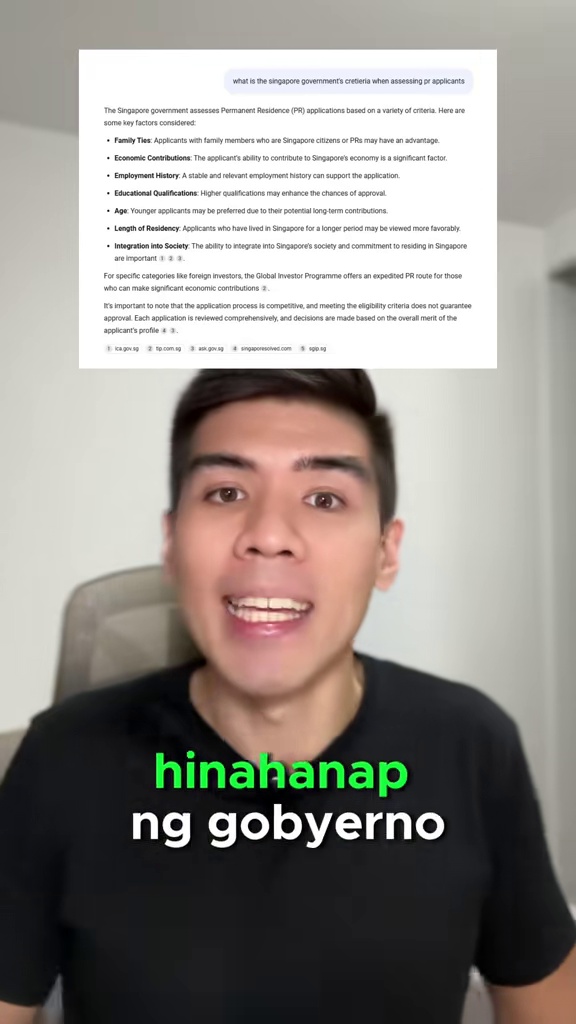 what is the singapore government's cretieria when assessing pr applicants
The Singapore government assesses Permanent Residence (PR) applications based on a variety of criteria. Here are
some key factors considered:
• Family Ties: Applicants with family members who are Singapore citizens or PRs may have an advantage.
• Economic Contributions: The applicant's ability to contribute to Singapore's economy is a significant factor.
• Employment History: A stable and relevant employment history can support the application.
• Educational Qualifications: Higher qualifications may enhance the chances of approval.
• Age: Younger applicants may be preferred due to their potential long-term contributions.
• Length of Residency: Applicants who have lived in Singapore for a longer period may be viewed more favorably.
• Integration into Society: The ability to integrate into Singapore's society and commitment to residing in Singapore
are important 1 2 3.
For specific categories like foreign investors, the Global Investor Programme offers an expedited PR route for those
who can make significant economic contributions 2.
It's important to note that the application process is competitive, and meeting the eligibility criteria does not guarantee
approval. Each application is reviewed comprehensively, and decisions are made based on the overall merit of the
applicant's profile 4 3.
1 ica.gov.sg 2 tip.com.sg 3 ask.gov.sg 4 singaporesolved.com 5 sgip.sg
hinahanap
ng gobyerno